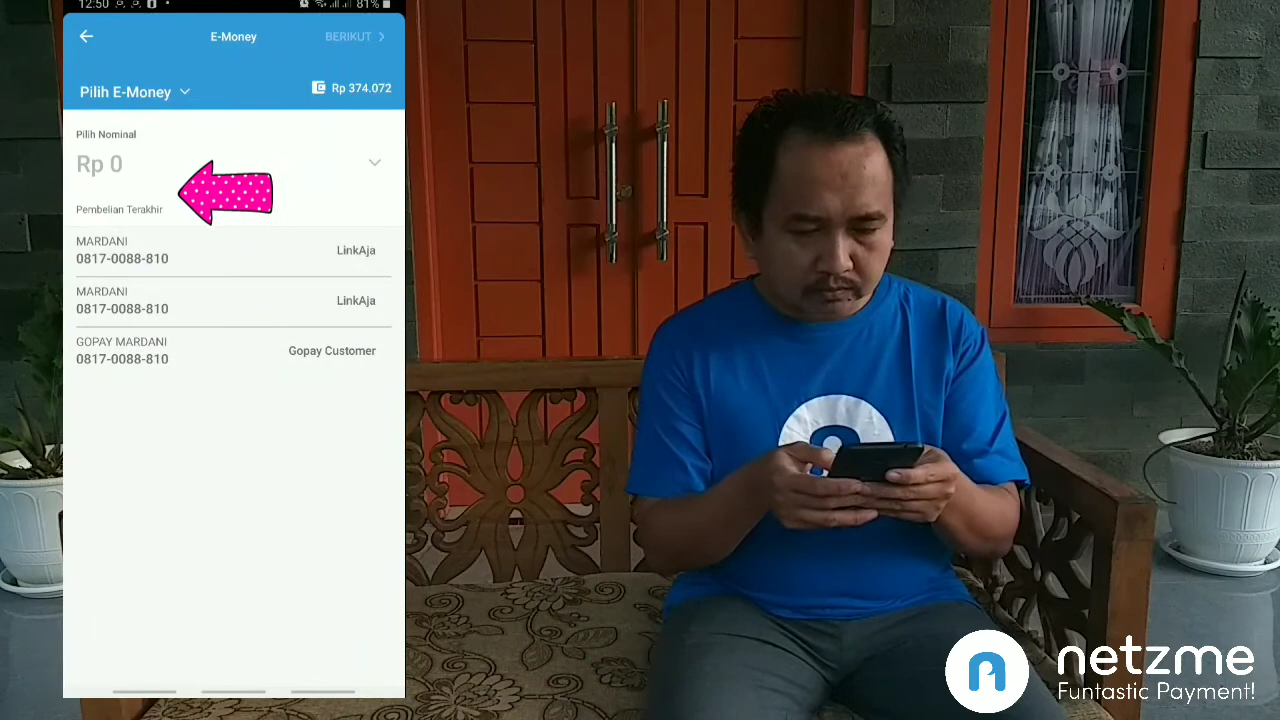 12:50
81%
E-Money
BERIKUT
Pilih E-Money
Rp 374.072
Pilih Nominal
Rp 0
Pembelian Terakhir
MARDANI
0817-0088-810
LinkAja
MARDANI
0817-0088-810
LinkAja
GOPAY MARDANI
0817-0088-810
Gopay Customer
netzme
Funtastic Payment!